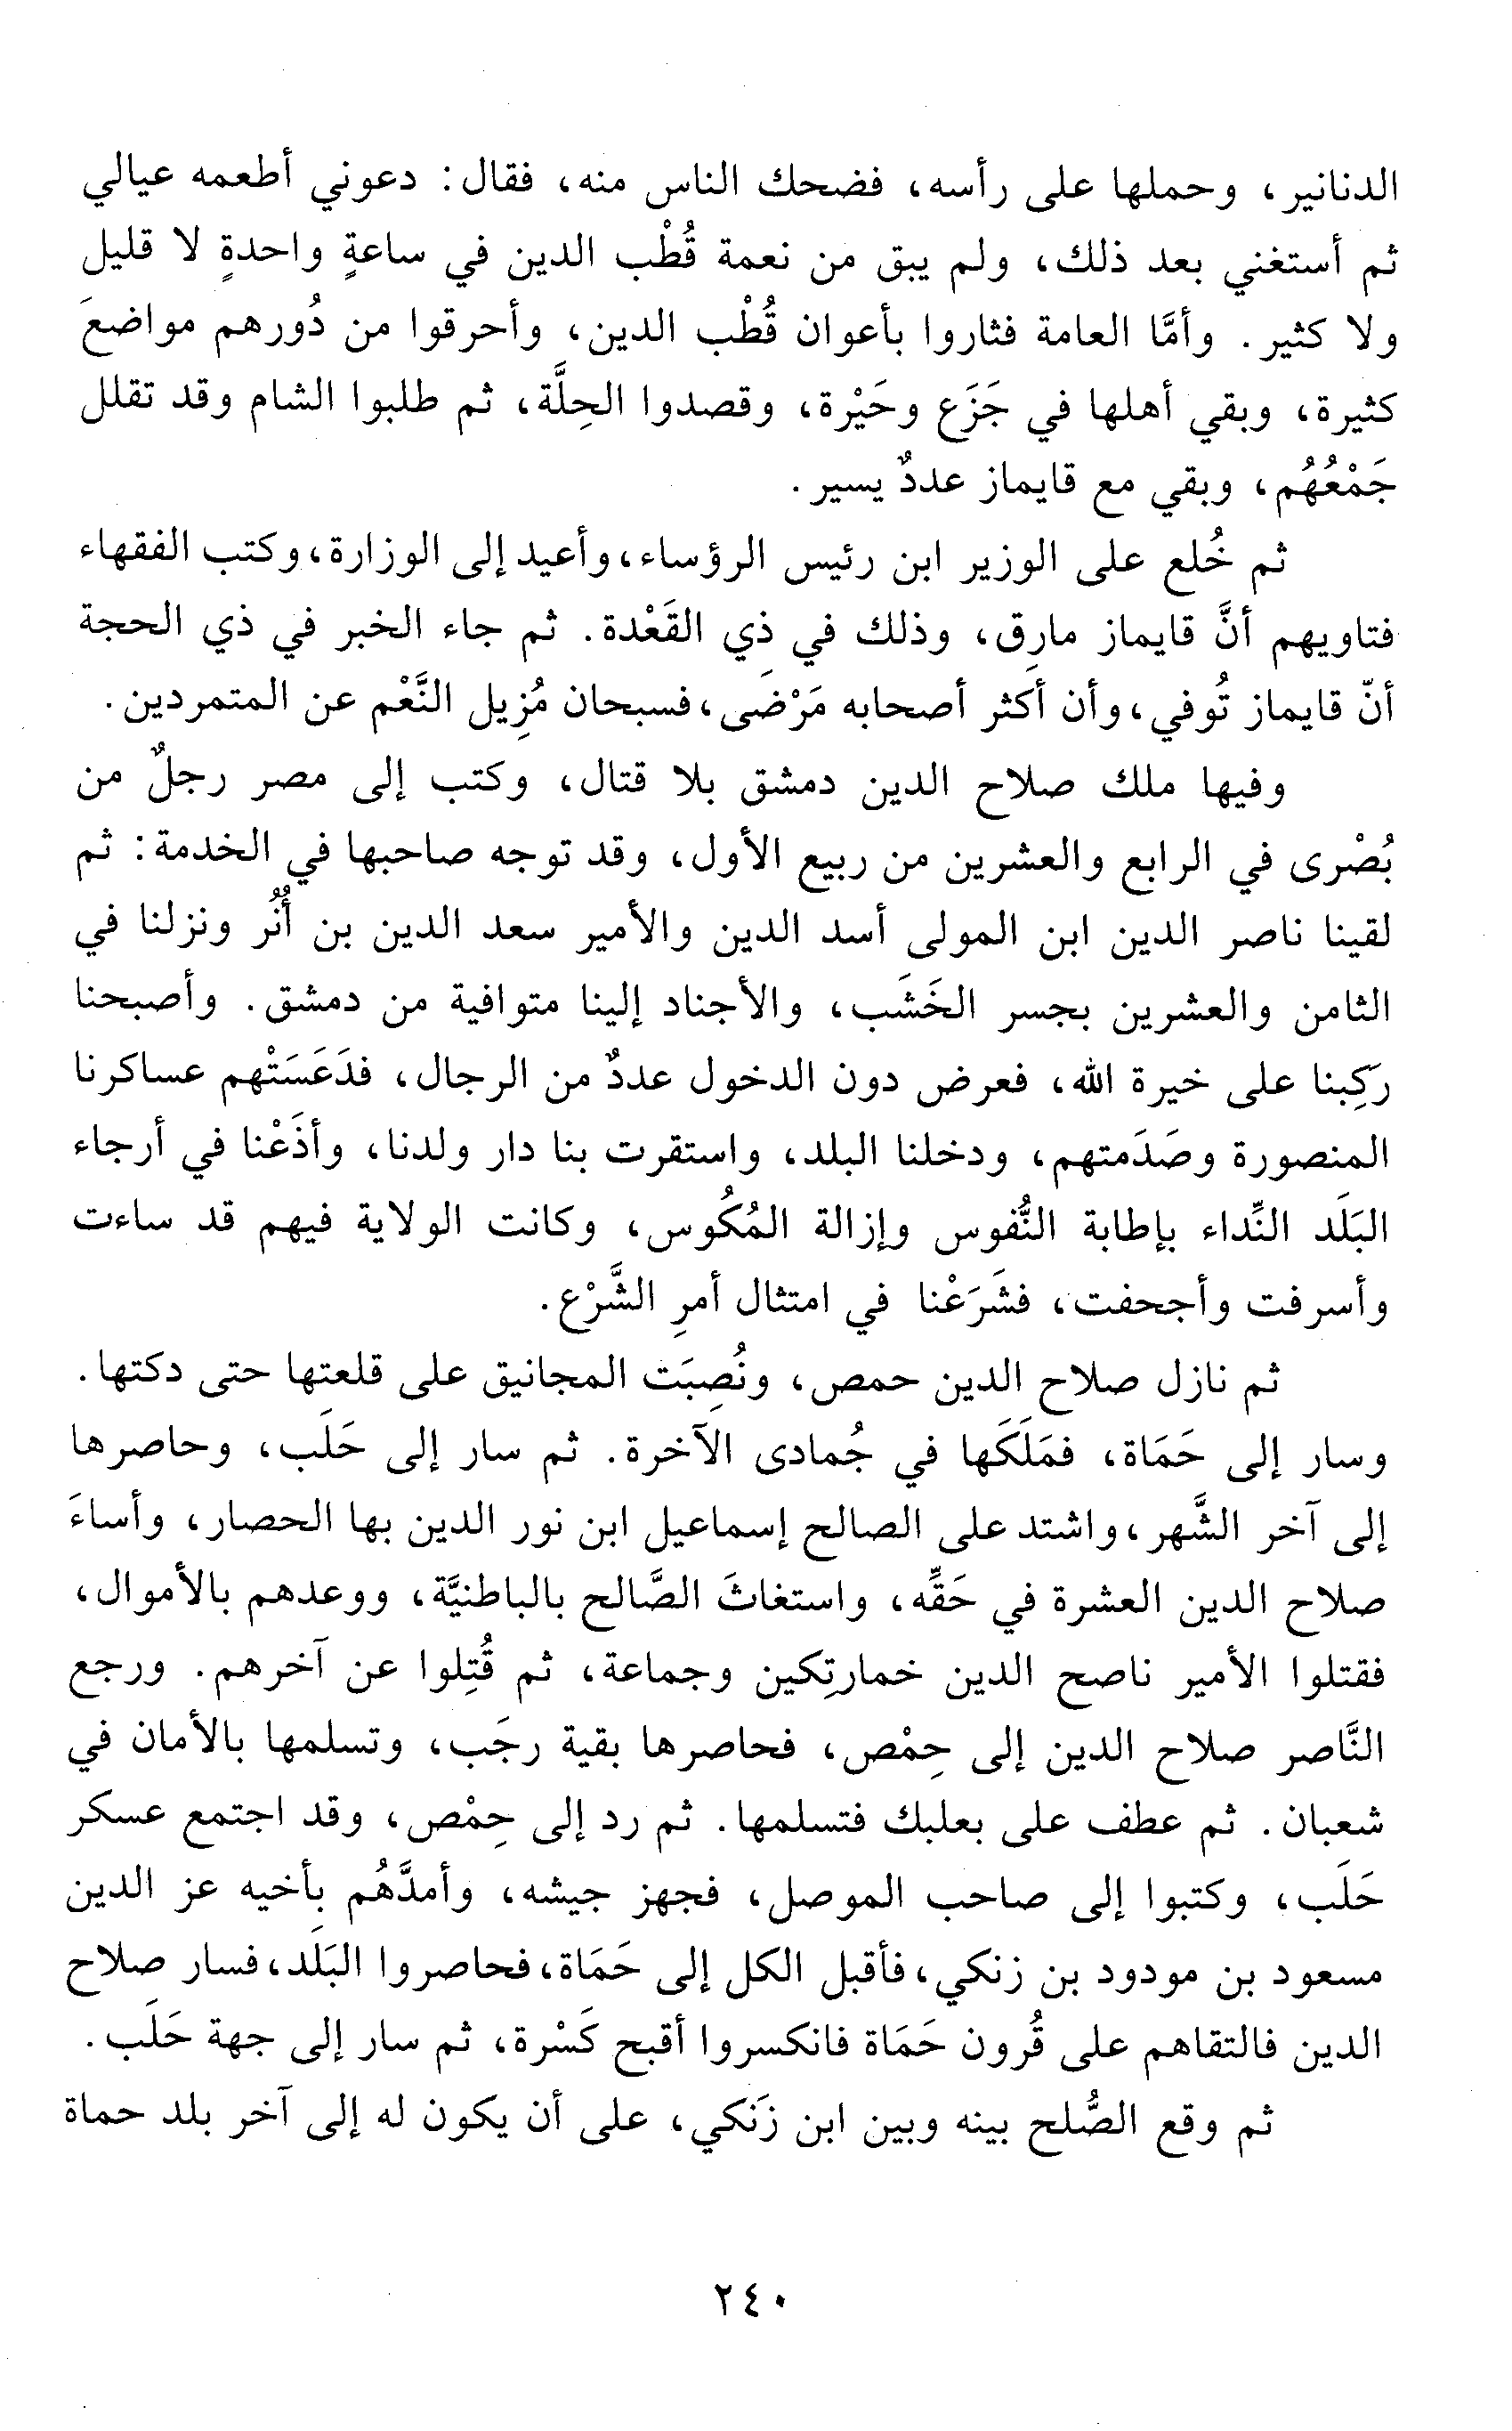 الدنانير، وحملها على رأسه، فضحك الناس منه، فقال: دعوني أطعمه عيالي
ثم أستغني بعد ذلك، ولم يبق من نعمة قُطْب الدين في ساعةٍ واحدةٍ لا قليل
ولا كثير. وأمَّا العامة فثاروا بأعوان قُطْب الدين، وأحرقوا من دُورهم مواضعَ
كثيرة، وبقي أهلها في جَزَع وحَيْرة، وقصدوا الحِلَّة، ثم طلبوا الشام وقد تقلل
جَمْعُهُم، وبقي مع قايماز عددٌ يسير.
ثم خُلع على الوزير ابن رئيس الرؤساء، وأعيد إلى الوزارة، وكتب الفقهاء
فتاويهم أنَّ قايماز مارِق، وذلك في ذي القَعْدة. ثم جاء الخبر في ذي الحجة
أنّ قايماز تُوفي، وأن أكثر أصحابه مَرْضَى، فسبحان مُزِيل النَّعْم عن المتمردين.
وفيها ملك صلاح الدين دمشق بلا قتال، وكتب إلى مصر رجلٌ من
بُصْرى في الرابع والعشرين من ربيع الأول، وقد توجه صاحبها في الخدمة: ثم
لقينا ناصر الدين ابن المولى أسد الدين والأمير سعد الدين بن أُنُر ونزلنا في
الثامن والعشرين بجسر الخَشَب، والأجناد إلينا متوافية من دمشق. وأصبحنا
ركِبنا على خيرة الله، فعرض دون الدخول عددٌ من الرجال، فدَعَسَتْهم عساكرنا
المنصورة وصَدَمتهم، ودخلنا البلد، واستقرت بنا دار ولدنا، وأذَعْنا في أرجاء
البَلَد النِّداء بإطابة النُّفوس وإزالة المُكُوس، وكانت الولاية فيهم قد ساءت
وأسرفت وأجحفت، فشَرَعْنا في امتثال أمرِ الشَّرْع.
ثم نازل صلاح الدين حمص، ونُصِبَت المجانيق على قلعتها حتى دكتها.
وسار إلى حَمَاة، فمَلَكَها في جُمادى الآخرة. ثم سار إلى حَلَب، وحاصرها
إلى آخر الشَّهر، واشتد على الصالح إسماعيل ابن نور الدين بها الحصار، وأساءَ
صلاح الدين العشرة في حَقِّه، واستغاثَ الصَّالح بالباطنيَّة، ووعدهم بالأموال،
فقتلوا الأمير ناصح الدين خمارتِكين وجماعة، ثم قُتِلوا عن آخرهم. ورجع
النَّاصر صلاح الدين إلى حِمْص، فحاصرها بقية رجَب، وتسلمها بالأمان في
شعبان. ثم عطف على بعلبك فتسلمها. ثم رد إلى حِمْص، وقد اجتمع عسكر
حَلَب، وكتبوا إلى صاحب الموصل، فجهز جيشه، وأمدَّهُم بأخيه عز الدين
مسعود بن مودود بن زنكي، فأقبل الكل إلى حَمَاة، فحاصروا البَلَد، فسار صلاح
الدين فالتقاهم على قُرون حَمَاة فانكسروا أقبح كَسْرة، ثم سار إلى جهة حَلَب.
ثم وقع الصُّلح بينه وبين ابن زَنكي، على أن يكون له إلى آخر بلد حماة
٢٤٠